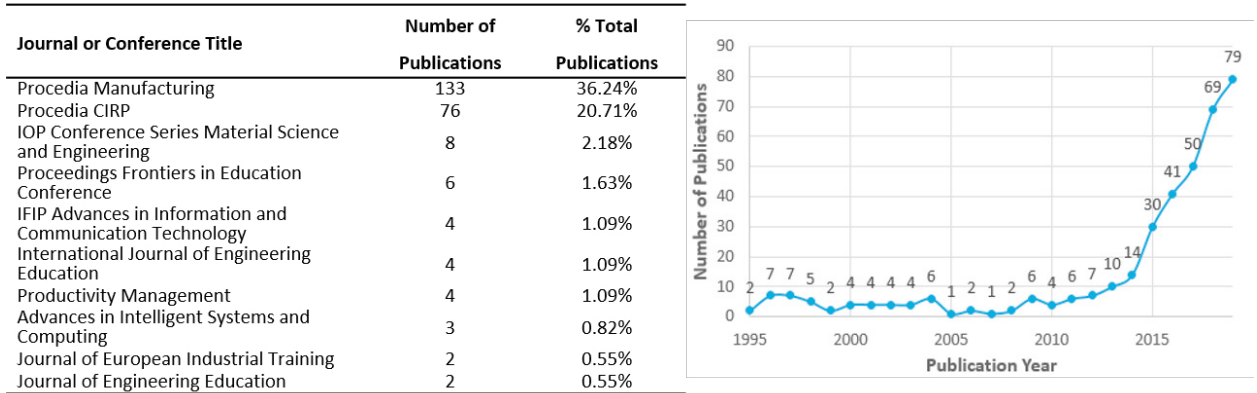 Journal or Conference Title
Number of
Publications
% Total
Publications
Procedia Manufacturing 133 36.24%
Procedia CIRP 76 20.71%
IOP Conference Series Material Science
and Engineering 8 2.18%
Proceedings Frontiers in Education
Conference 6 1.63%
IFIP Advances in Information and
Communication Technology 4 1.09%
International Journal of Engineering
Education 4 1.09%
Productivity Management 4 1.09%
Advances in Intelligent Systems and
Computing 3 0.82%
Journal of European Industrial Training 2 0.55%
Journal of Engineering Education 2 0.55%
Number of Publications
90
80
70
60
50
40
30
20
10
0
2 7 7 5 2 4 4 4 4 6 1 2 1 2 6 4 6 7 10 14 30 41 50 69 79
1995 2000 2005 2010 2015
Publication Year